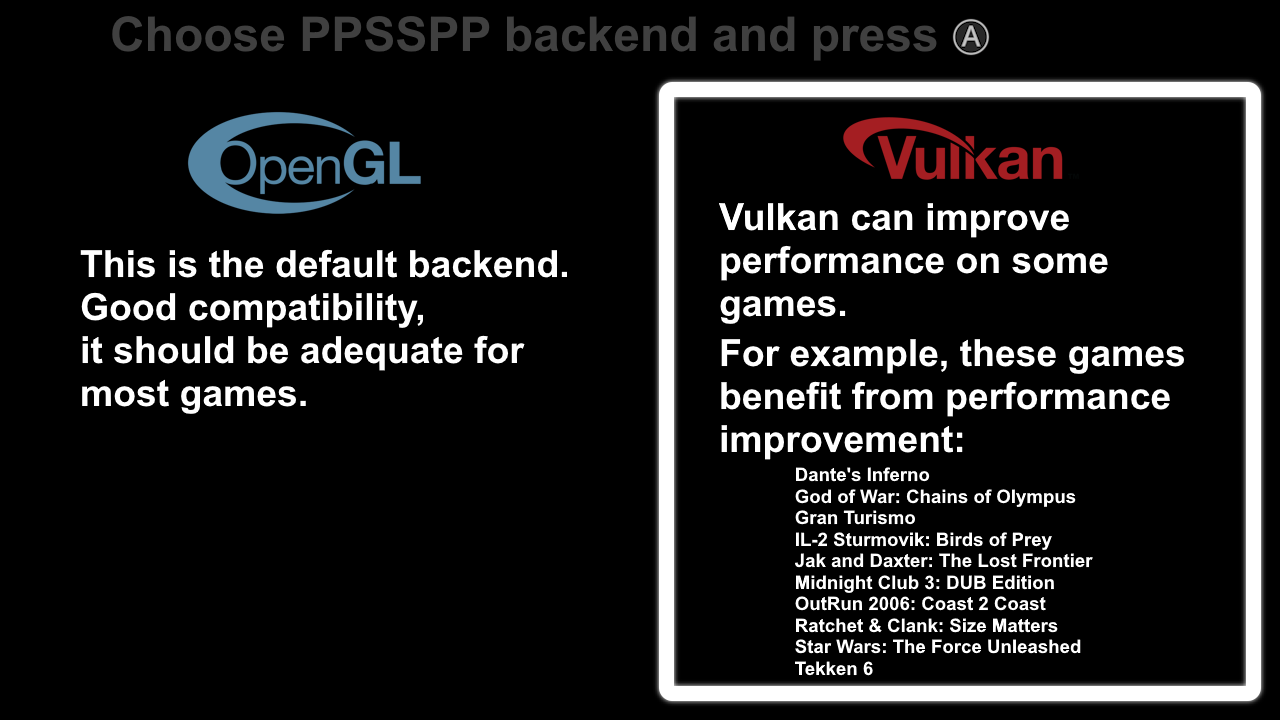 Choose PPSSPP backend and press Ⓐ
OpenGL
This is the default backend.
Good compatibility,
it should be adequate for
most games.
Vulkan
Vulkan can improve
performance on some
games.
For example, these games
benefit from performance
improvement:
Dante's Inferno
God of War: Chains of Olympus
Gran Turismo
IL-2 Sturmovik: Birds of Prey
Jak and Daxter: The Lost Frontier
Midnight Club 3: DUB Edition
OutRun 2006: Coast 2 Coast
Ratchet & Clank: Size Matters
Star Wars: The Force Unleashed
Tekken 6